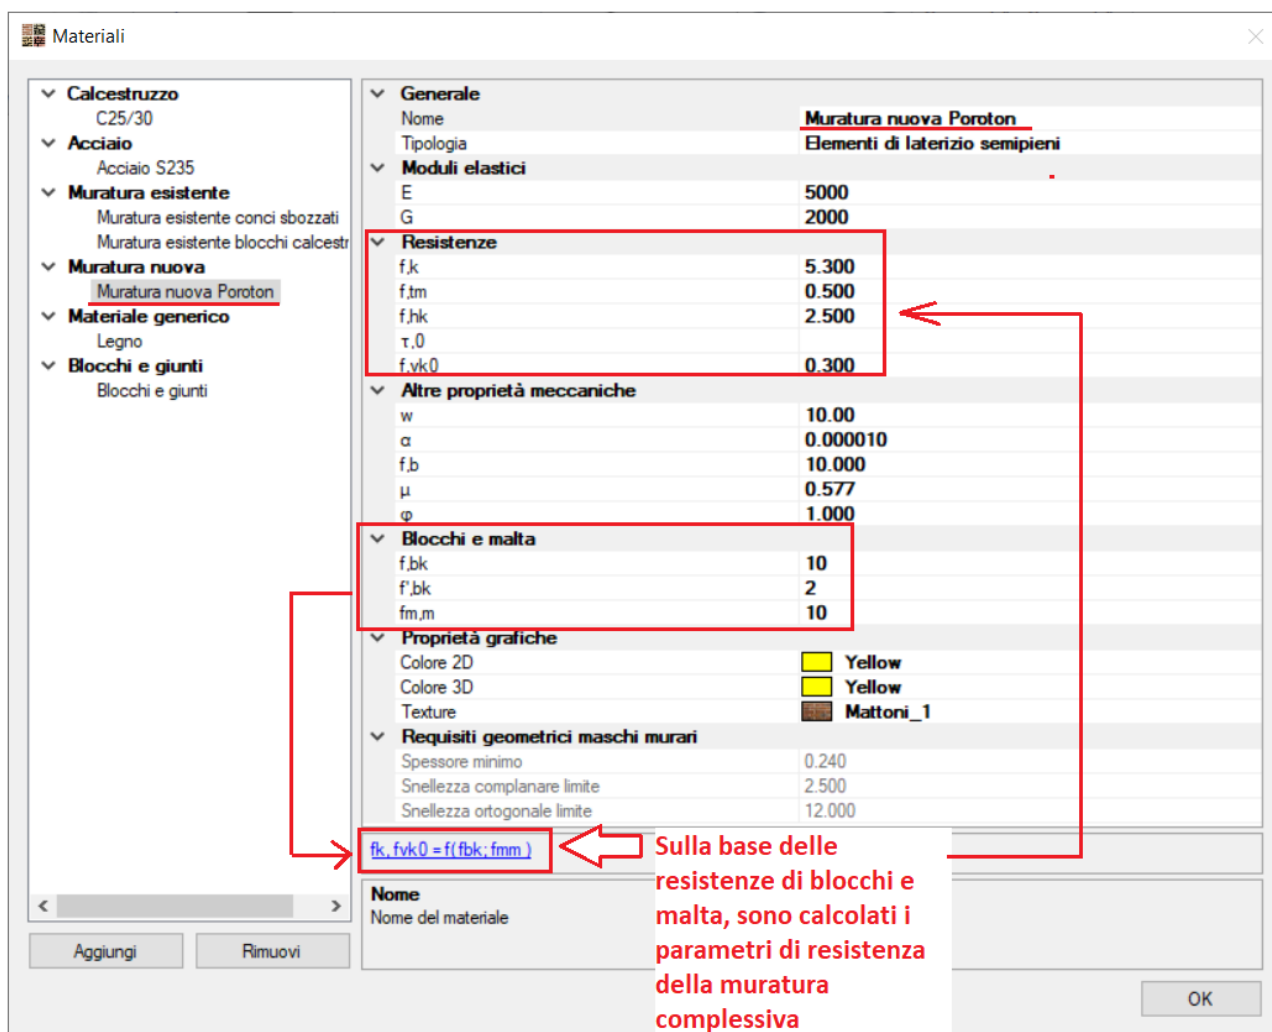 Materiali
Calcestruzzo
C25/30
Acciaio
Acciaio S235
Muratura esistente
Muratura esistente conci sbozzati
Muratura esistente blocchi calcestr
Muratura nuova
Muratura nuova Poroton
Materiale generico
Legno
Blocchi e giunti
Blocchi e giunti
Aggiungi Rimuovi
Generale
Nome Muratura nuova Poroton
Tipologia Elementi di laterizio semipieni
Moduli elastici
E 5000
G 2000
Resistenze
f,k 5.300
f,tm 0.500
f,hk 2.500
τ,0
f,vk0 0.300
Altre proprietà meccaniche
w 10.00
α 0.000010
f,b 10.000
μ 0.577
φ 1.000
Blocchi e malta
f,bk 10
f',bk 2
fm,m 10
Proprietà grafiche
Colore 2D Yellow
Colore 3D Yellow
Texture Mattoni_1
Requisiti geometrici maschi murari
Spessore minimo 0.240
Snellezza complanare limite 2.500
Snellezza ortogonale limite 12.000
fk, fvk0 = f(fbk; fmm )
Sulla base delle
resistenze di blocchi e
malta, sono calcolati i
parametri di resistenza
della muratura
complessiva
Nome
Nome del materiale
OK